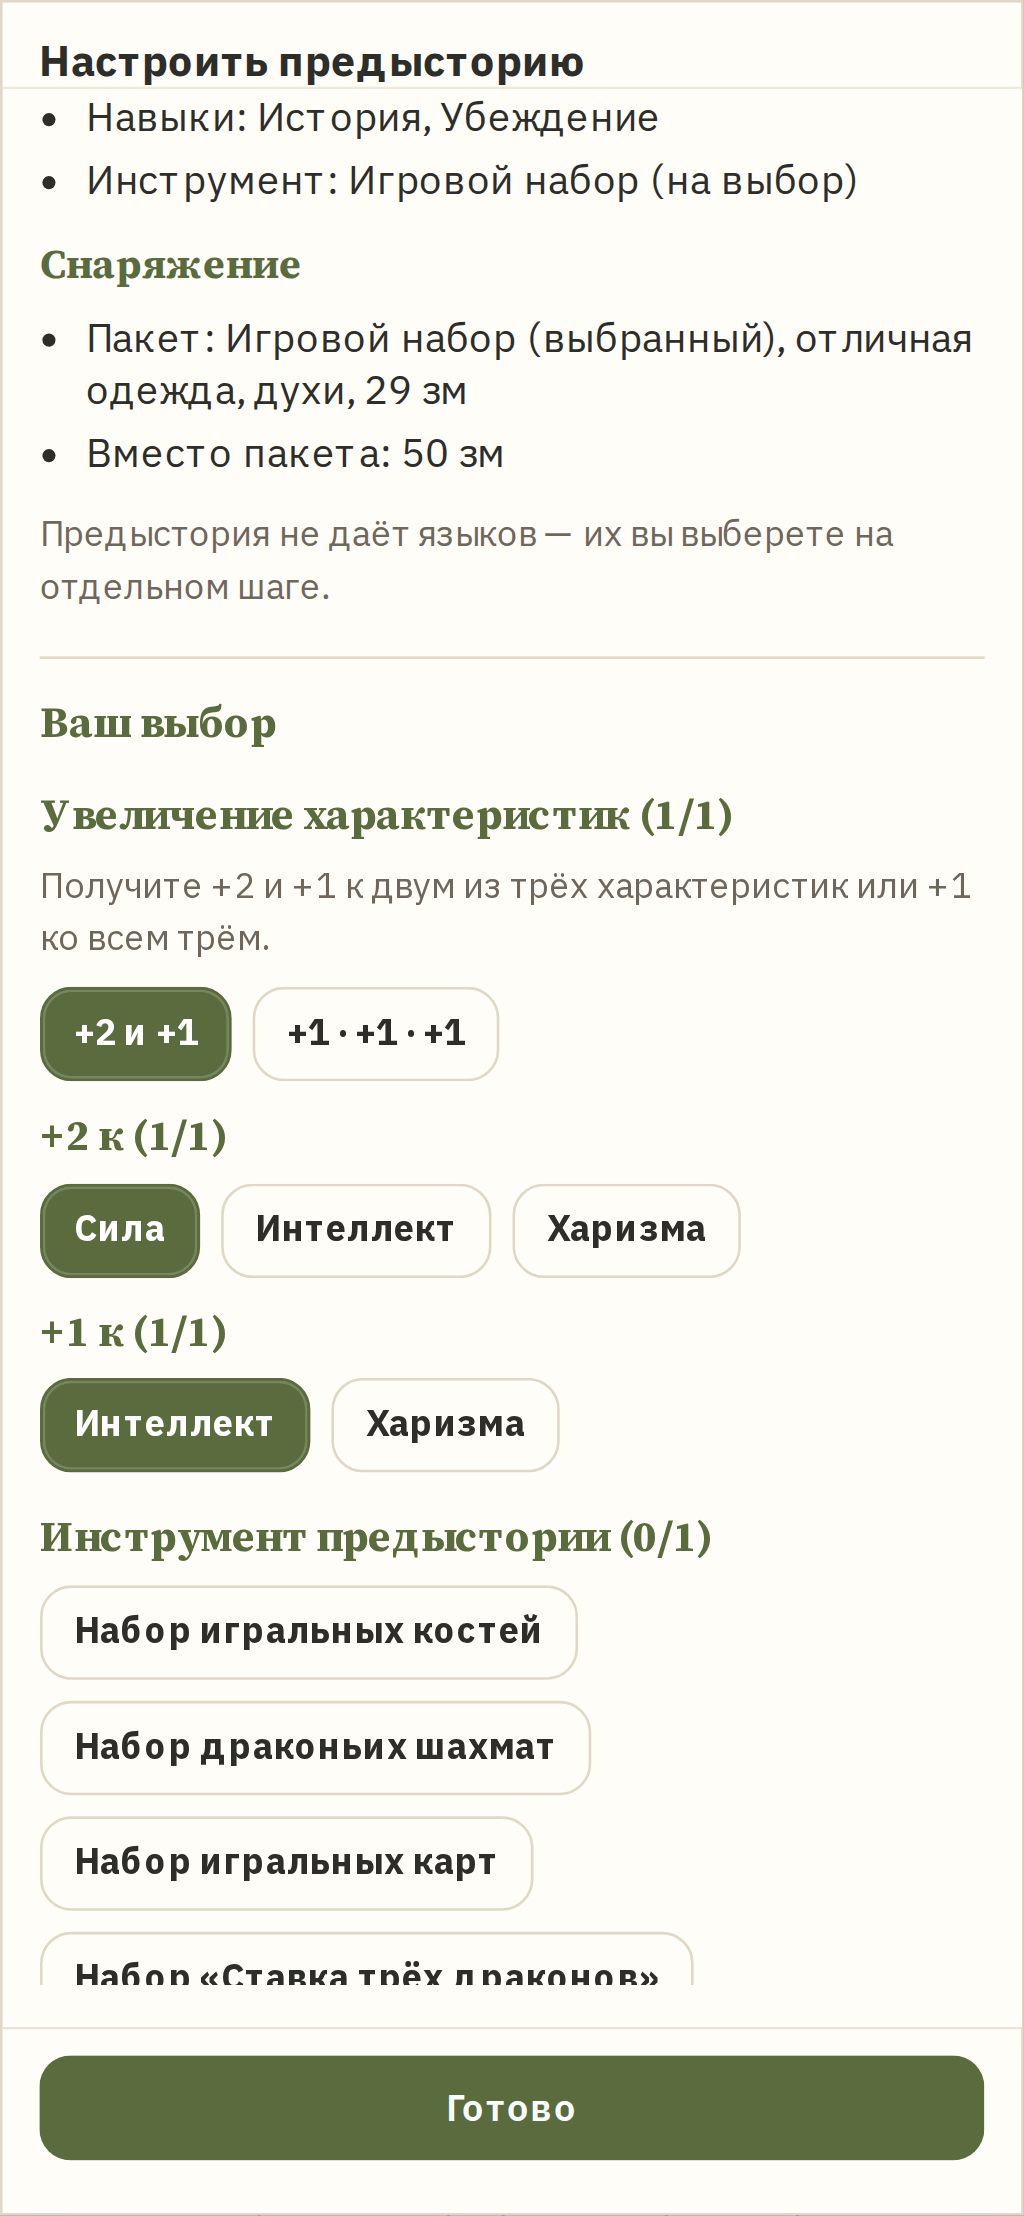 Настроить предысторию
Навыки: История, Убеждение
Инструмент: Игровой набор (на выбор)
Снаряжение
Пакет: Игровой набор (выбранный), отличная
одежда, духи, 29 зм
Вместо пакета: 50 зм
Предыстория не даёт языков — их вы выберете на
отдельном шаге.
Ваш выбор
Увеличение характеристик (1/1)
Получите +2 и +1 к двум из трёх характеристик или +1
ко всем трём.
+2 и +1
+1 · +1 · +1
+2 к (1/1)
Сила
Интеллект
Харизма
+1 к (1/1)
Интеллект
Харизма
Инструмент предыстории (0/1)
Набор игральных костей
Набор драконьих шахмат
Набор игральных карт
Набор «Ставка трёх драконов»
Готово